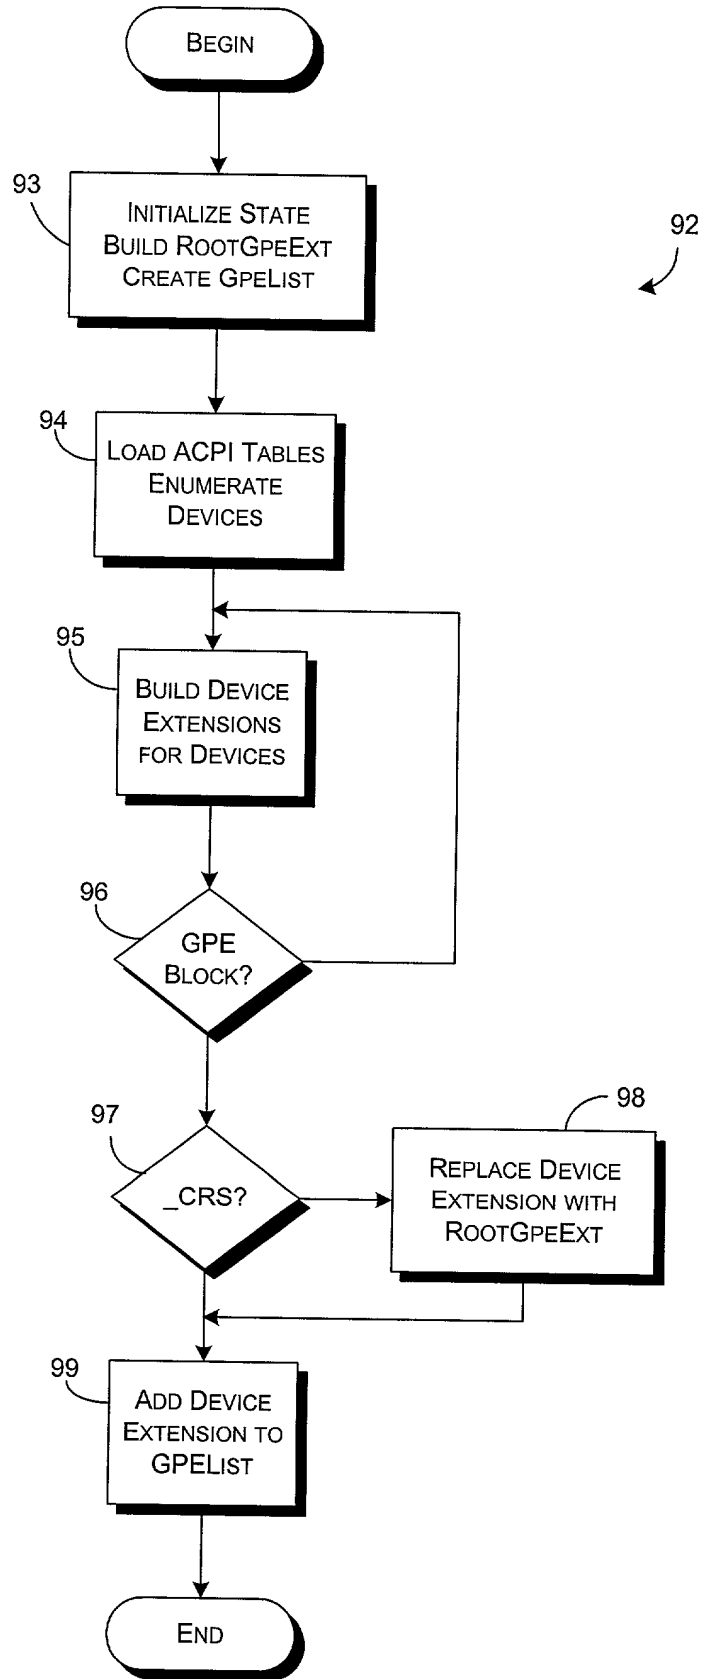 BEGIN
93
INITIALIZE STATE
BUILD ROOTGPEEXT
CREATE GPELIST
92
94
LOAD ACPI TABLES
ENUMERATE
DEVICES
95
BUILD DEVICE
EXTENSIONS
FOR DEVICES
96
GPE
BLOCK?
97
_CRS?
98
REPLACE DEVICE
EXTENSION WITH
ROOTGPEEXT
99
ADD DEVICE
EXTENSION TO
GPELIST
END